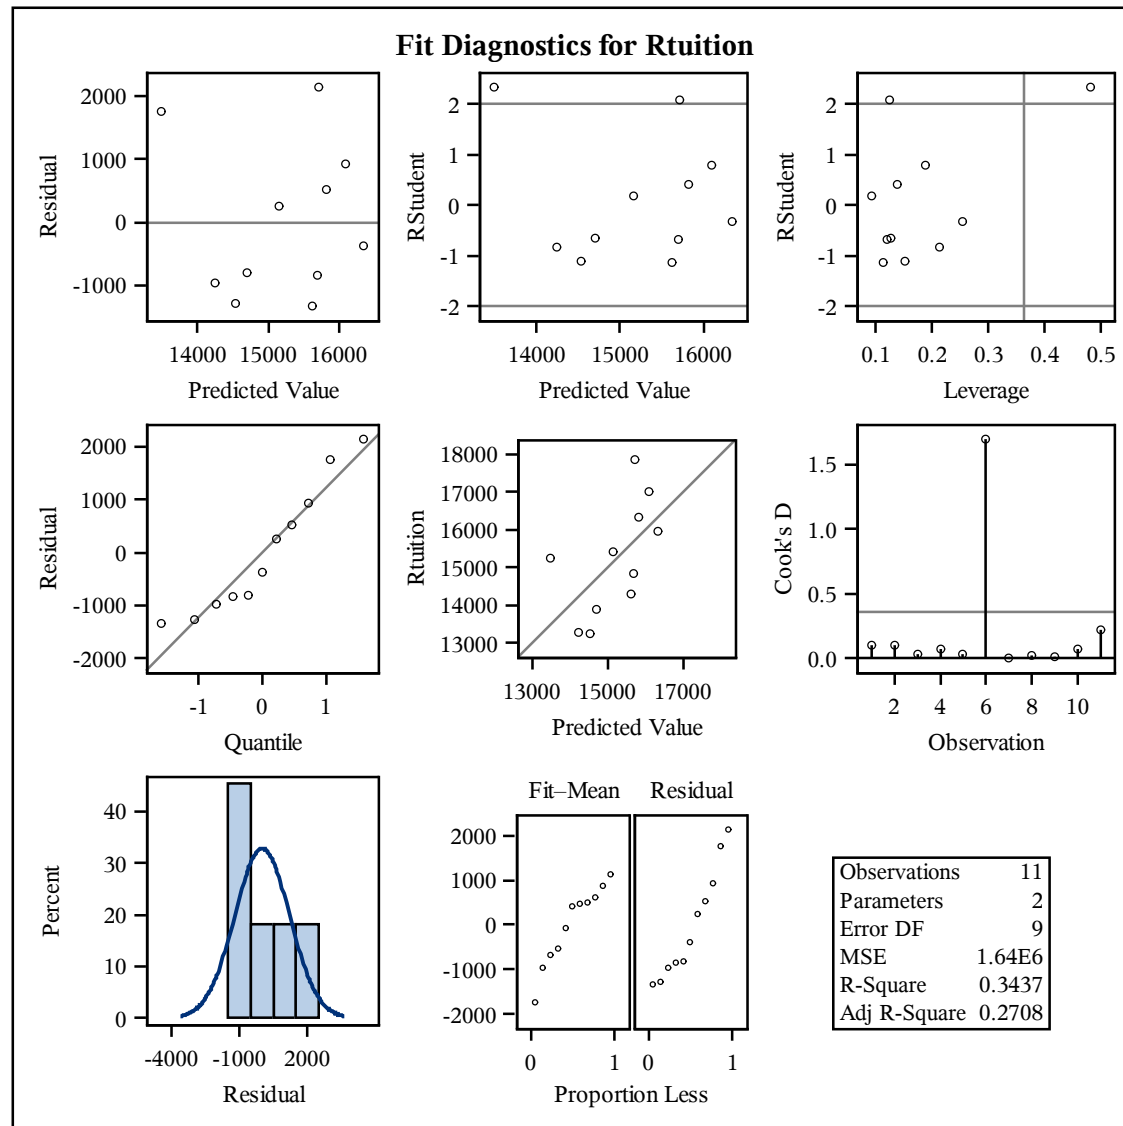 Fit Diagnostics for Rtuition
2000
1000
0
-1000
Residual
14000 15000 16000
Predicted Value
2
1
0
-1
-2
RStudent
14000 15000 16000
Predicted Value
2
1
0
-1
-2
RStudent
0.1 0.2 0.3 0.4 0.5
Leverage
2000
1000
0
-1000
-2000
Residual
-1 0 1
Quantile
18000
17000
16000
15000
14000
13000
Rtuition
13000 15000 17000
Predicted Value
1.5
1.0
0.5
0.0
Cook's D
2 4 6 8 10
Observation
40
30
20
10
0
Percent
-4000 -1000 2000
Residual
Fit–Mean Residual
2000
1000
0
-1000
-2000
0 1 0 1
Proportion Less
Observations 11
Parameters 2
Error DF 9
MSE 1.64E6
R-Square 0.3437
Adj R-Square 0.2708